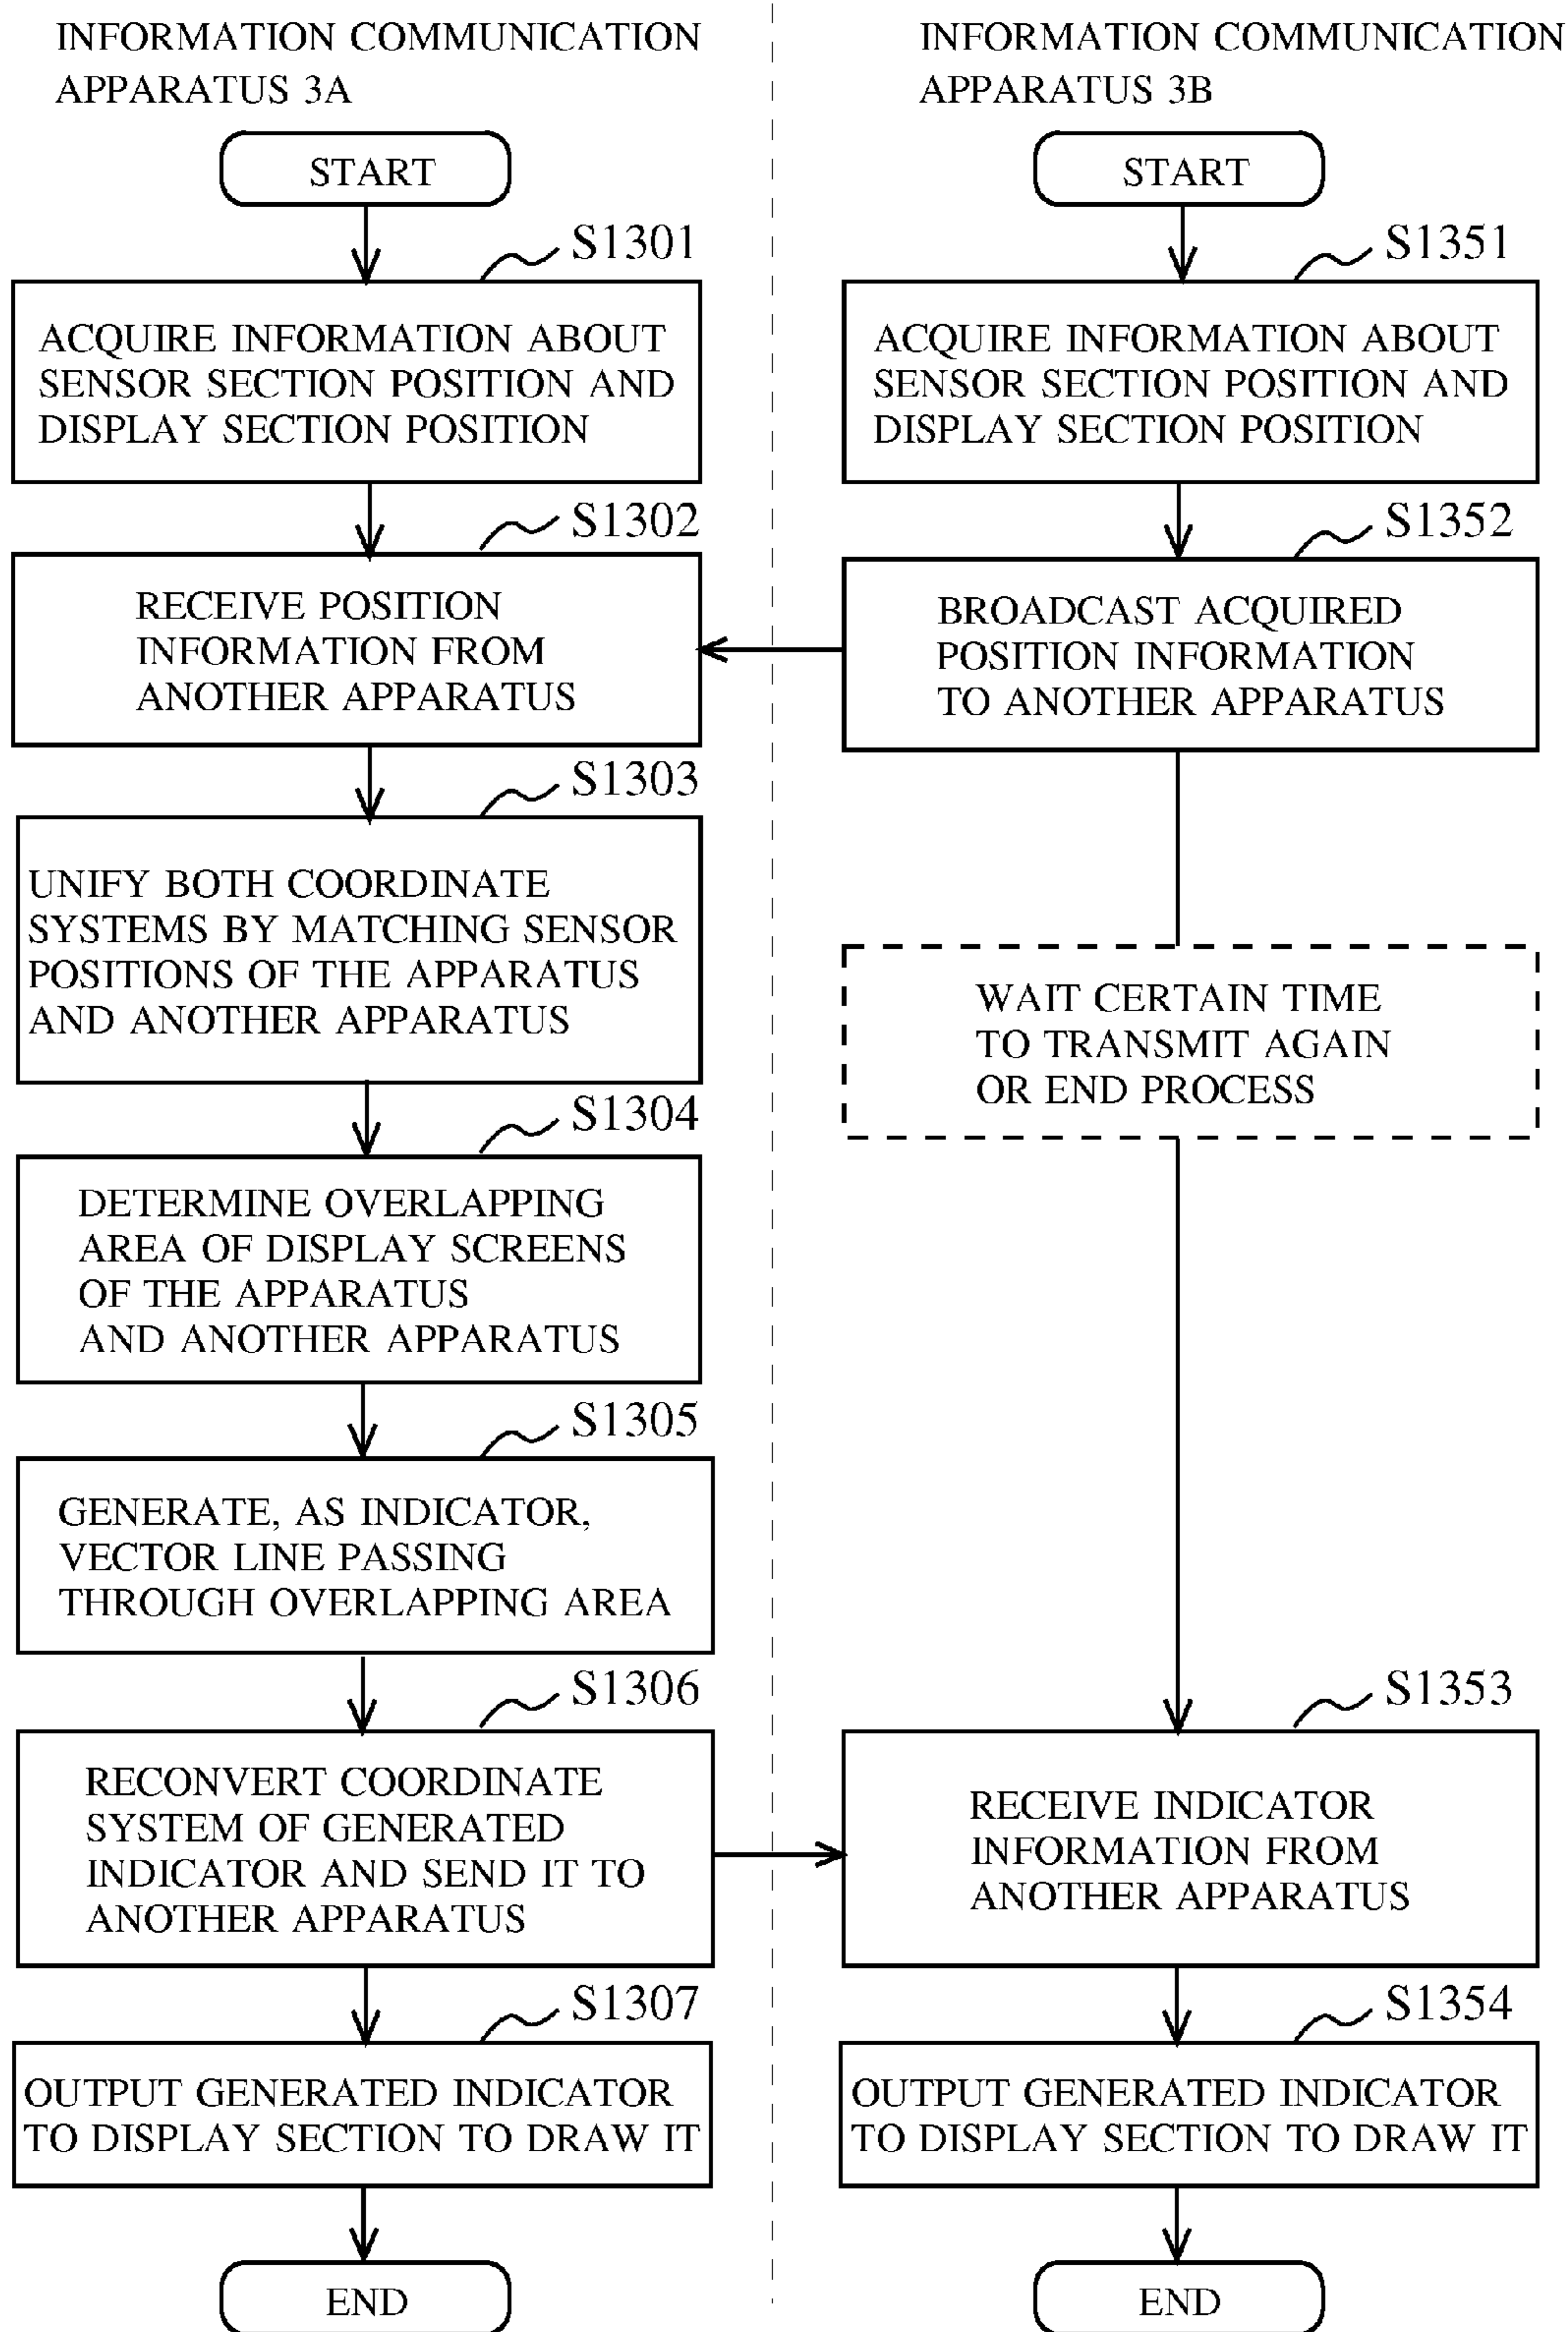 INFORMATION COMMUNICATION
APPARATUS 3A
START
S1301
ACQUIRE INFORMATION ABOUT
SENSOR SECTION POSITION AND
DISPLAY SECTION POSITION
S1302
RECEIVE POSITION
INFORMATION FROM
ANOTHER APPARATUS
S1303
UNIFY BOTH COORDINATE
SYSTEMS BY MATCHING SENSOR
POSITIONS OF THE APPARATUS
AND ANOTHER APPARATUS
S1304
DETERMINE OVERLAPPING
AREA OF DISPLAY SCREENS
OF THE APPARATUS
AND ANOTHER APPARATUS
S1305
GENERATE, AS INDICATOR,
VECTOR LINE PASSING
THROUGH OVERLAPPING AREA
S1306
RECONVERT COORDINATE
SYSTEM OF GENERATED
INDICATOR AND SEND IT TO
ANOTHER APPARATUS
S1307
OUTPUT GENERATED INDICATOR
TO DISPLAY SECTION TO DRAW IT
END
INFORMATION COMMUNICATION
APPARATUS 3B
START
S1351
ACQUIRE INFORMATION ABOUT
SENSOR SECTION POSITION AND
DISPLAY SECTION POSITION
S1352
BROADCAST ACQUIRED
POSITION INFORMATION
TO ANOTHER APPARATUS
WAIT CERTAIN TIME
TO TRANSMIT AGAIN
OR END PROCESS
S1353
RECEIVE INDICATOR
INFORMATION FROM
ANOTHER APPARATUS
S1354
OUTPUT GENERATED INDICATOR
TO DISPLAY SECTION TO DRAW IT
END